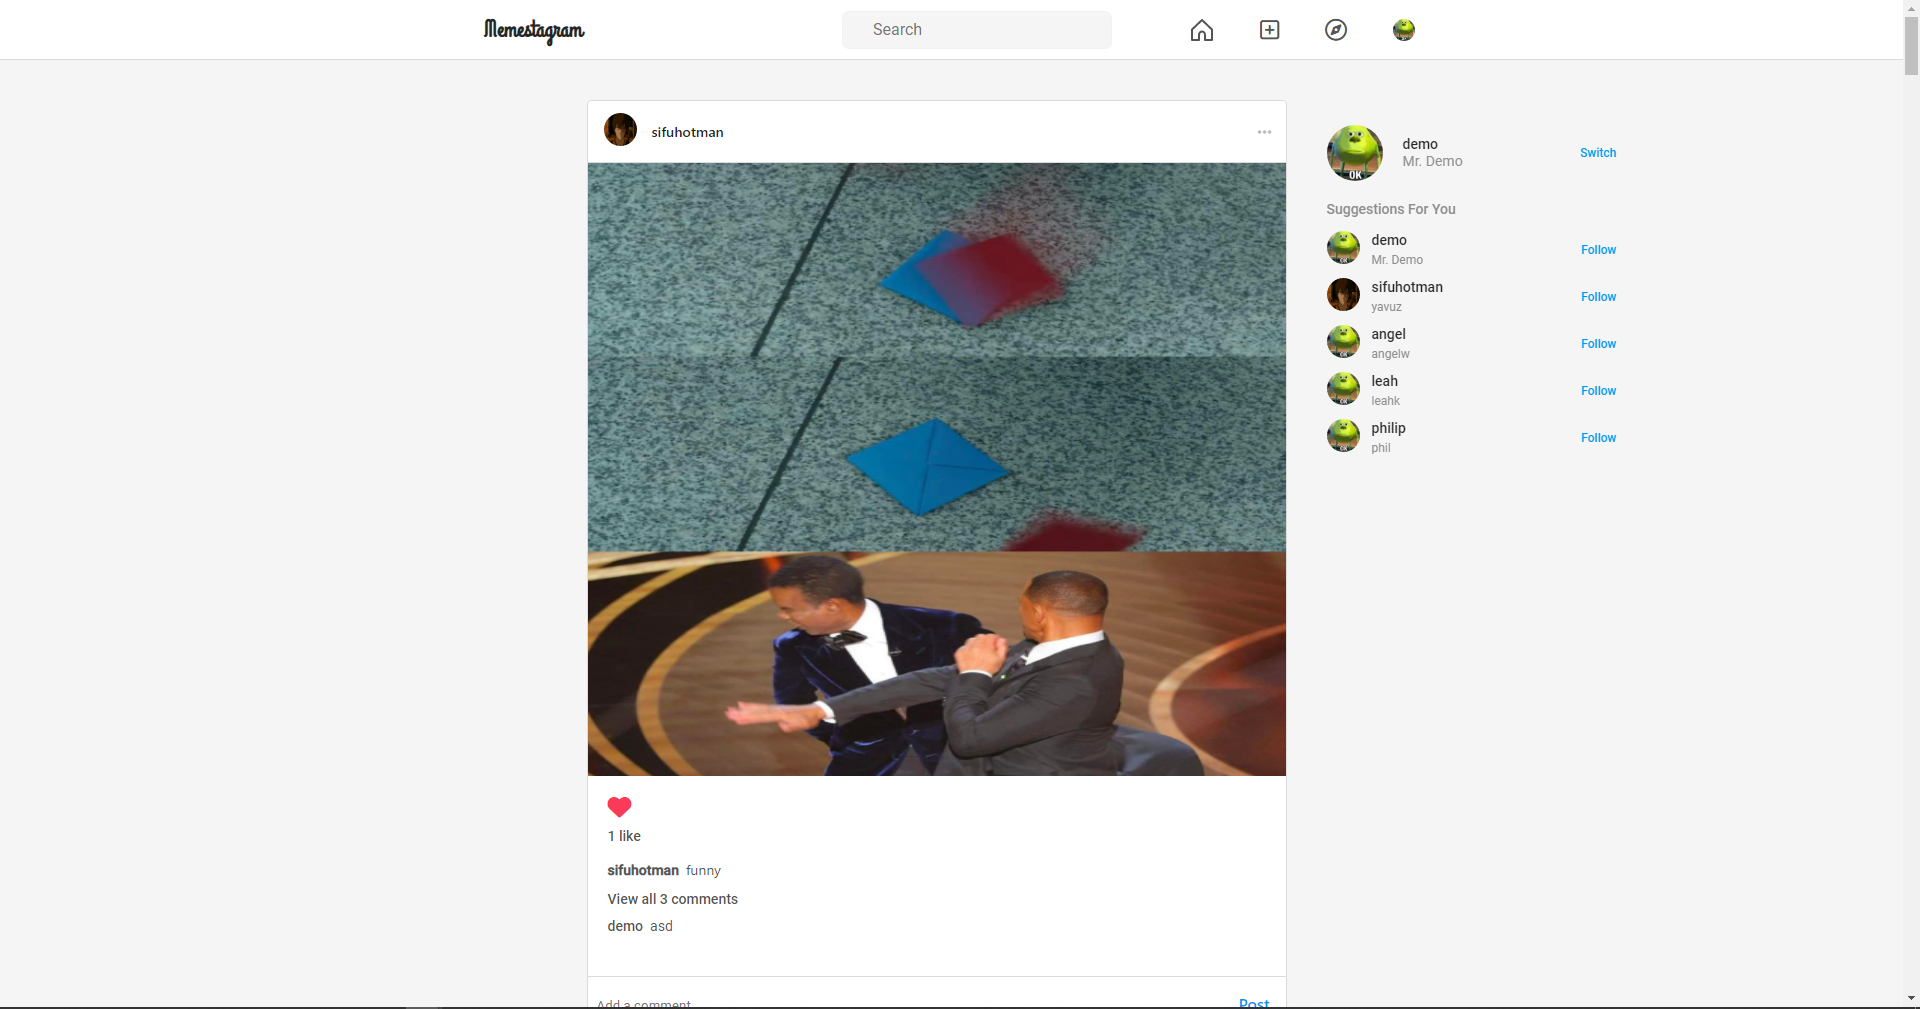 Memestagram
Search
sifuhotman
demo
Mr. Demo
Switch
OK
Suggestions For You
demo
Mr. Demo
Follow
sifuhotman
yavuz
Follow
angel
angelw
Follow
leah
leahk
Follow
philip
phil
Follow
1 like
sifuhotman funny
View all 3 comments
demo asd
Add a comment
Post